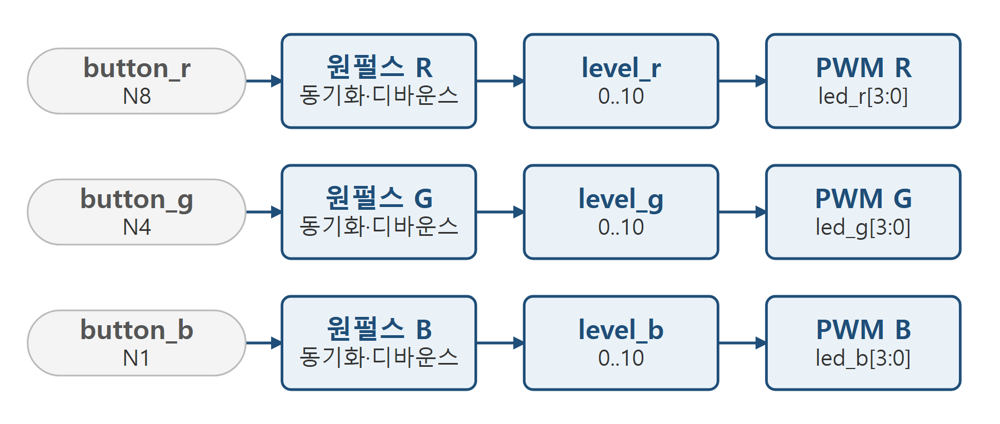 button_r
N8
원펄스 R
동기화·디바운스
level_r
0..10
PWM R
led_r[3:0]
button_g
N4
원펄스 G
동기화·디바운스
level_g
0..10
PWM G
led_g[3:0]
button_b
N1
원펄스 B
동기화·디바운스
level_b
0..10
PWM B
led_b[3:0]